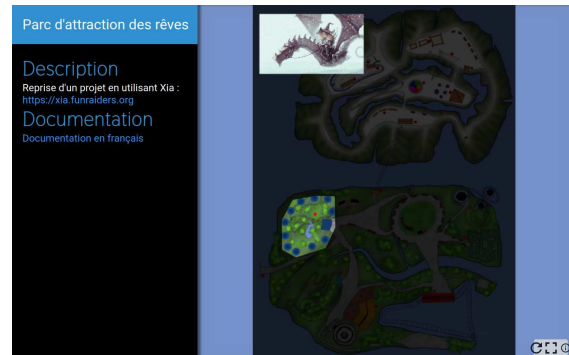 Parc d'attraction des rêves
Description
Reprise d'un projet en utilisant Xia :
https://xia.funraiders.org
Documentation
Documentation en français